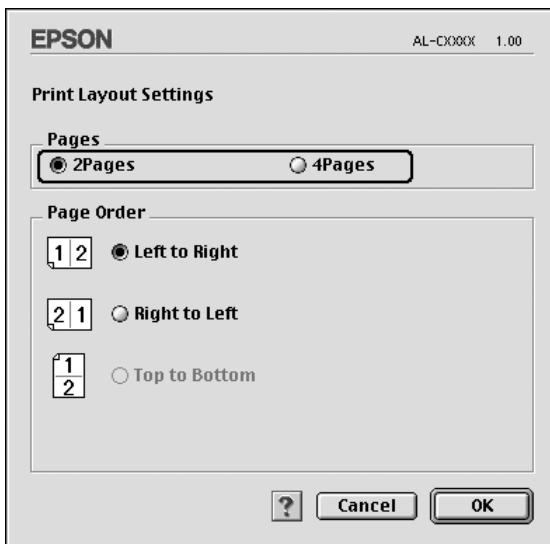 EPSON AL-CXXXX 1.00
Print Layout Settings
Pages
2Pages 4Pages
Page Order
1 2 Left to Right
2 1 Right to Left
1
2 Top to Bottom
? Cancel OK